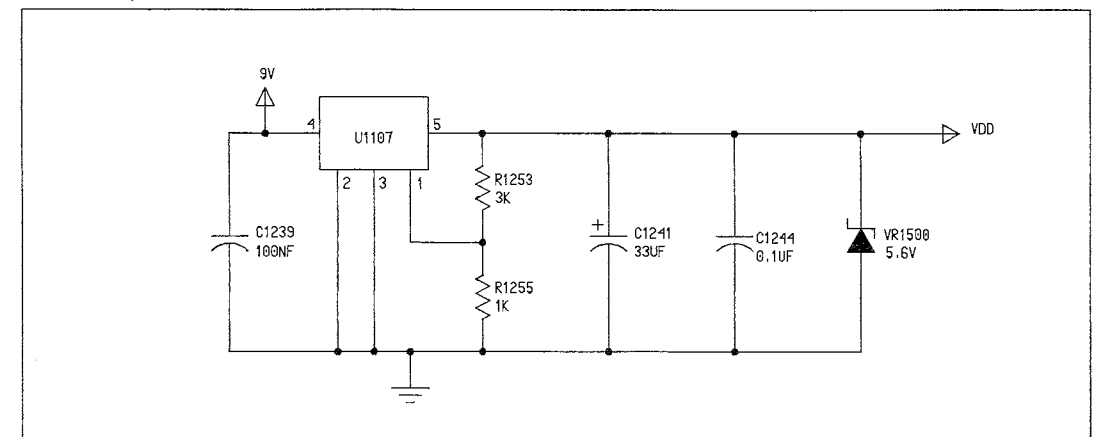 9V
4
U1107
5
VDD
2
3
1
R1253
3K
C1239
100NF
+
C1241
33UF
C1244
0.1UF
VR1500
5.6V
R1255
1K